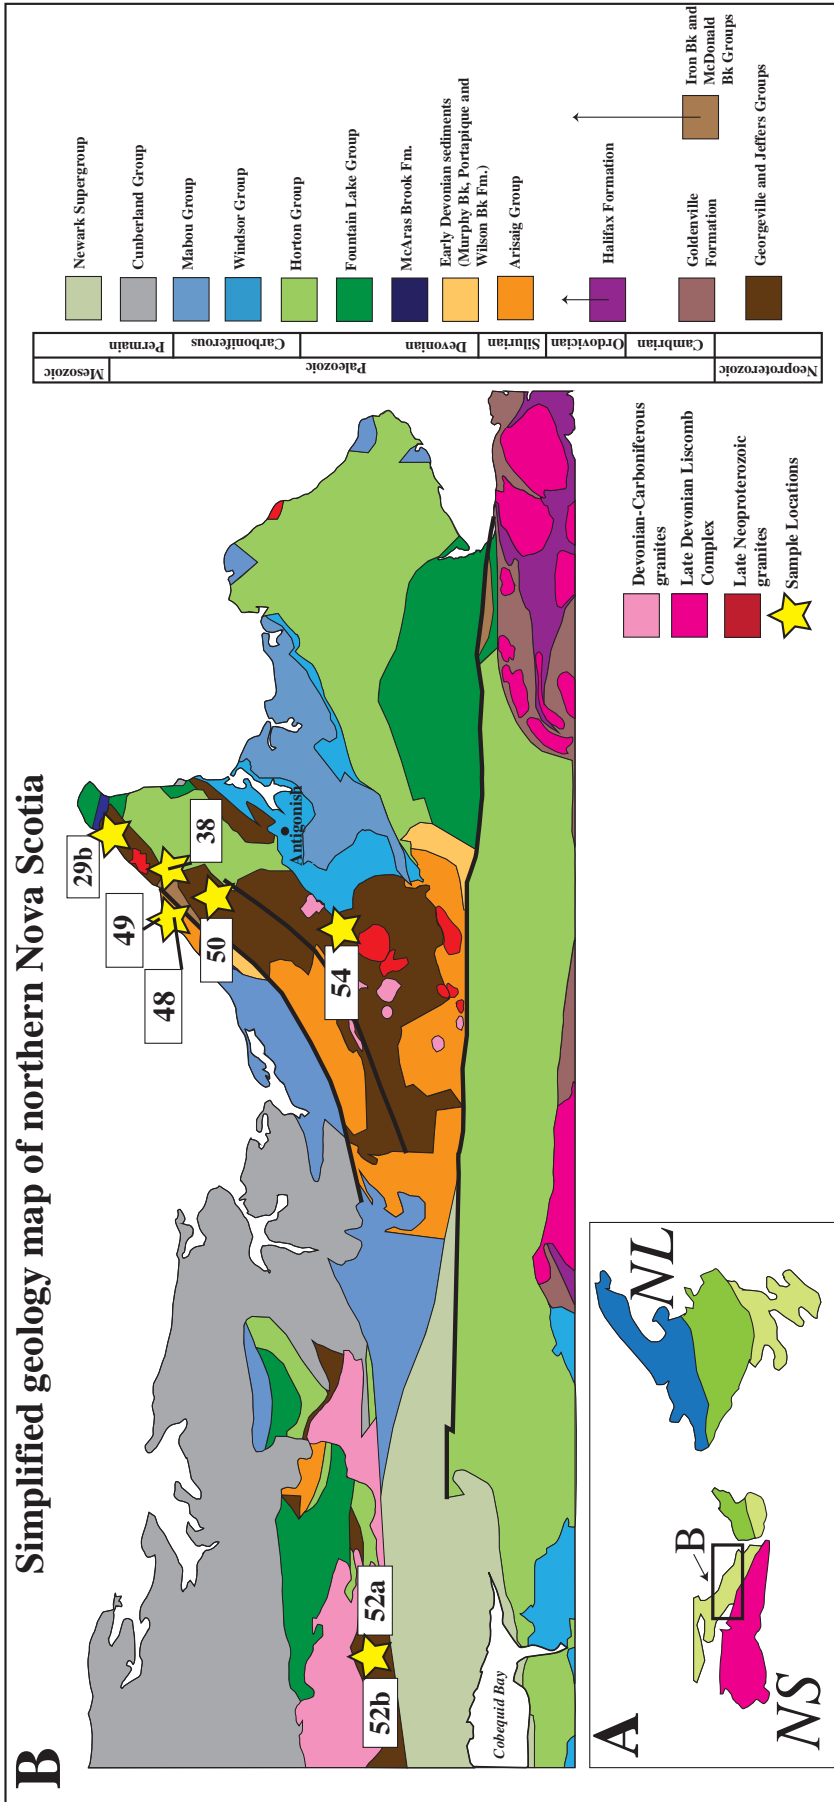 B
Simplified geology map of northern Nova Scotia
29b
49
38
48
50
54
Antigonish
52a
52b
Cobequid Bay
Mesozoic
Paleozoic
Neoproterozoic
Permain
Carboniferous
Devonian
Silurian
Ordovician
Cambrian
Newark Supergroup
Cunberland Group
Mabou Group
Windsor Group
Horton Group
Fountain Lake Group
McAras Brook Fm.
Early Devonian sediments
(Murphy Bk, Portapique and
Wilson Bk Fm.)
Arisaig Group
Halifax Formation
Goldenville
Formation
Iron Bk and
McDonald
Bk Groups
Georgeville and Jeffers Groups
Devonian-Carboniferous
granites
Late Devonian Liscomb
Complex
Late Neoproterozoic
granites
Sample Locations
A
B
NS
NL